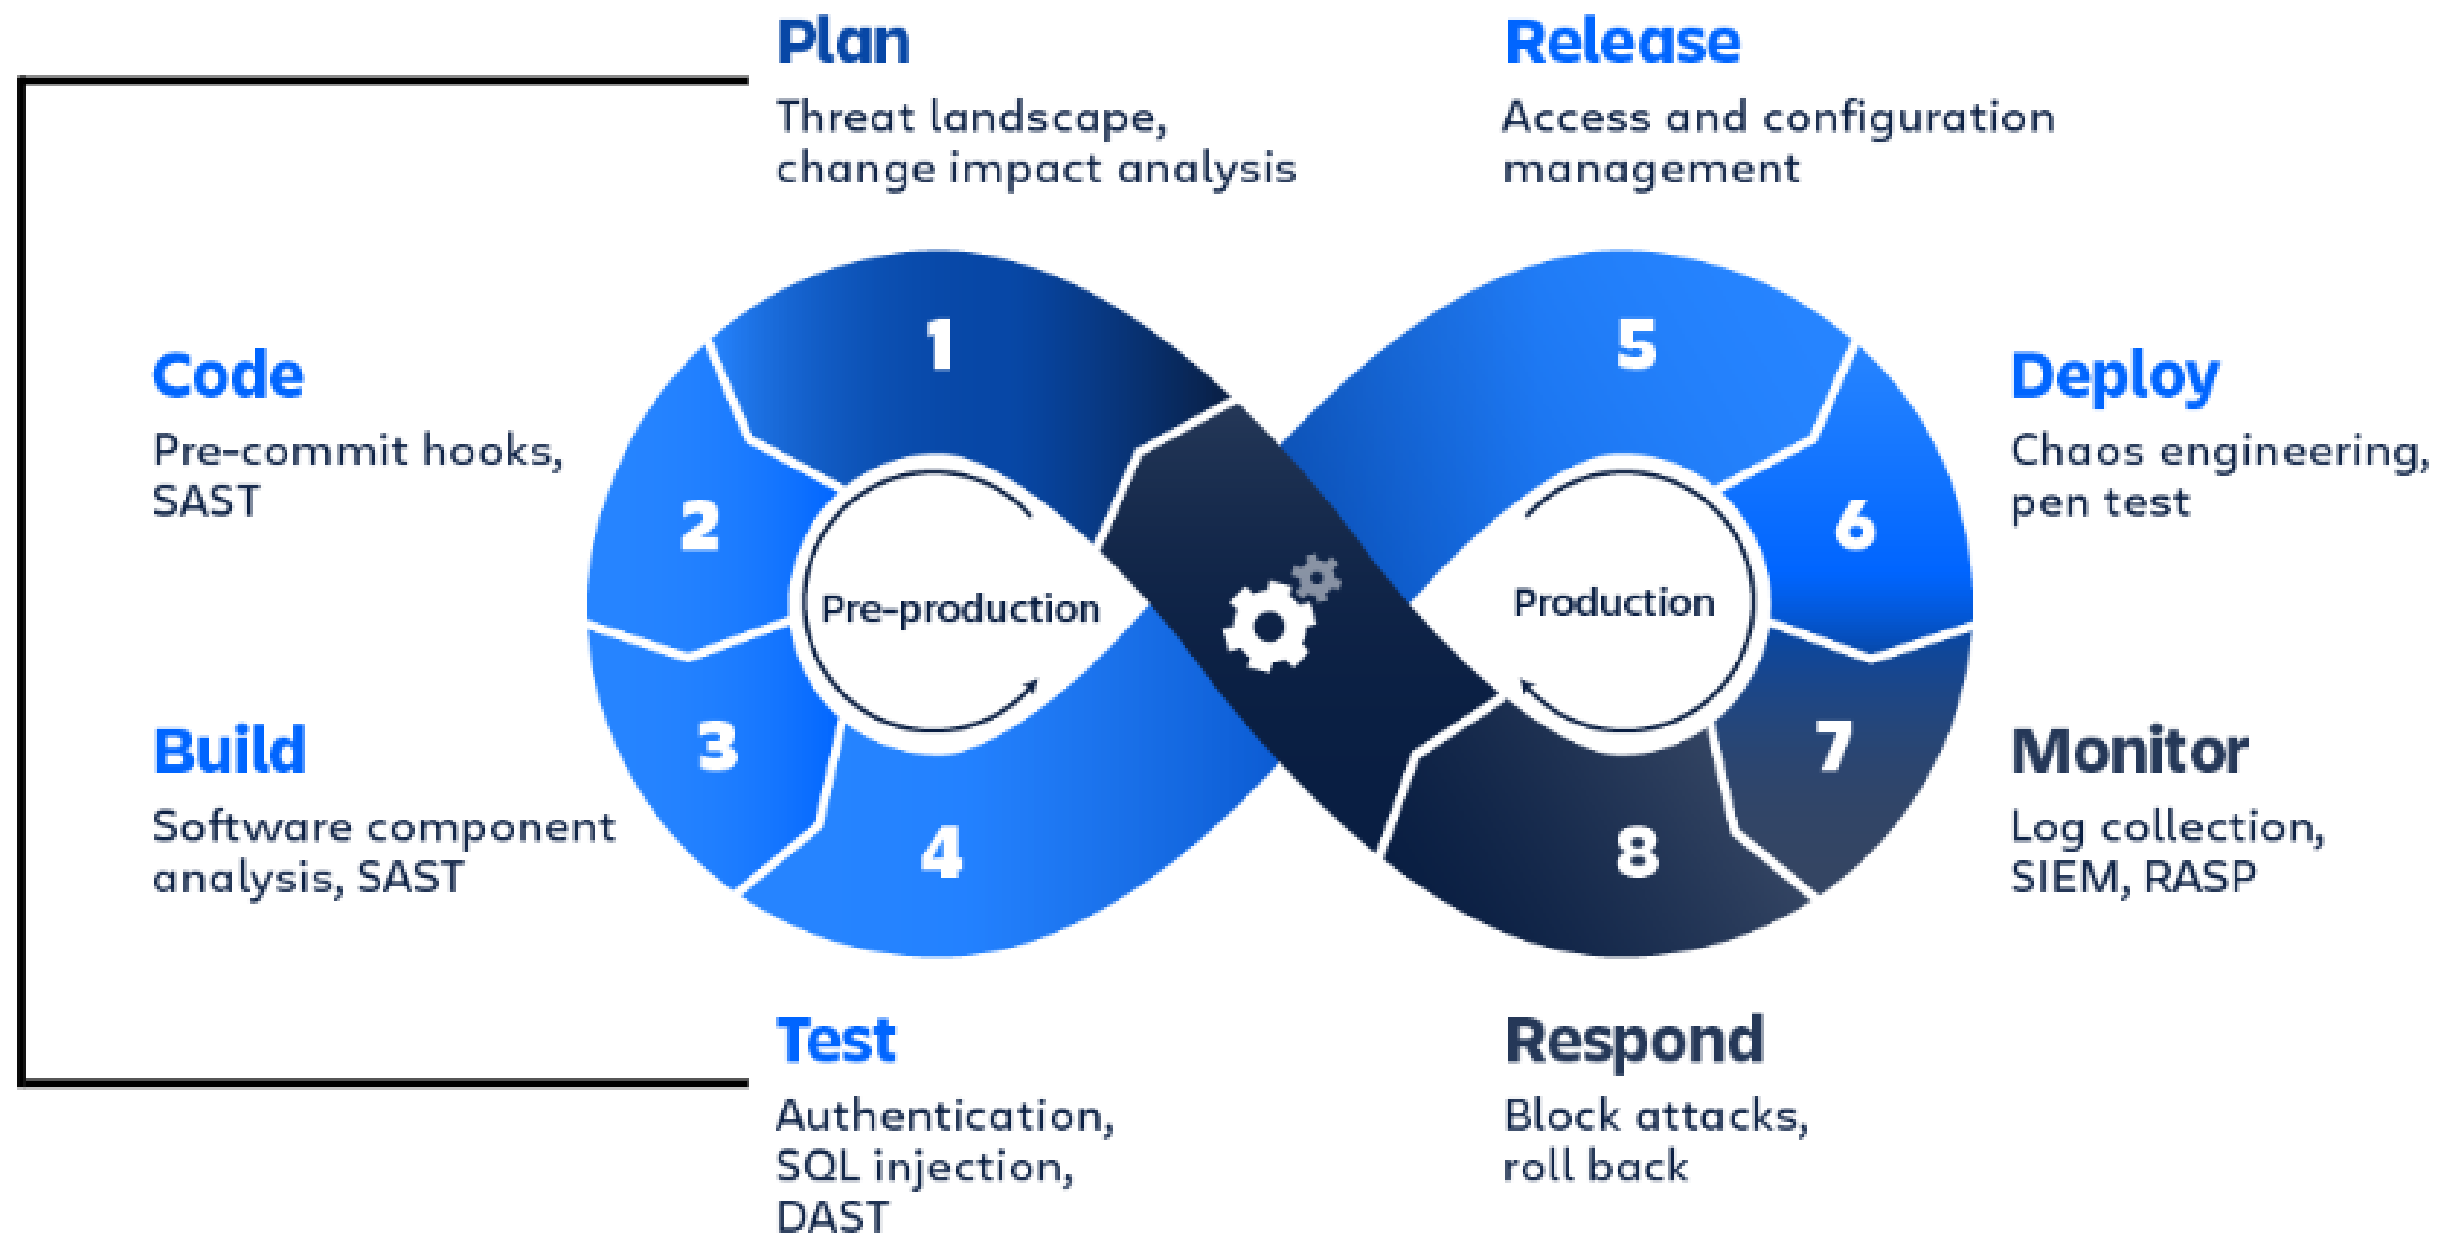 Plan
Threat landscape,
change impact analysis
Release
Access and configuration
management
Code
Pre-commit hooks,
SAST
Deploy
Chaos engineering,
pen test
Build
Software component
analysis, SAST
Monitor
Log collection,
SIEM, RASP
Test
Authentication,
SQL injection,
DAST
Respond
Block attacks,
roll back
1
2
3
4
5
6
7
8
Pre-production
Production